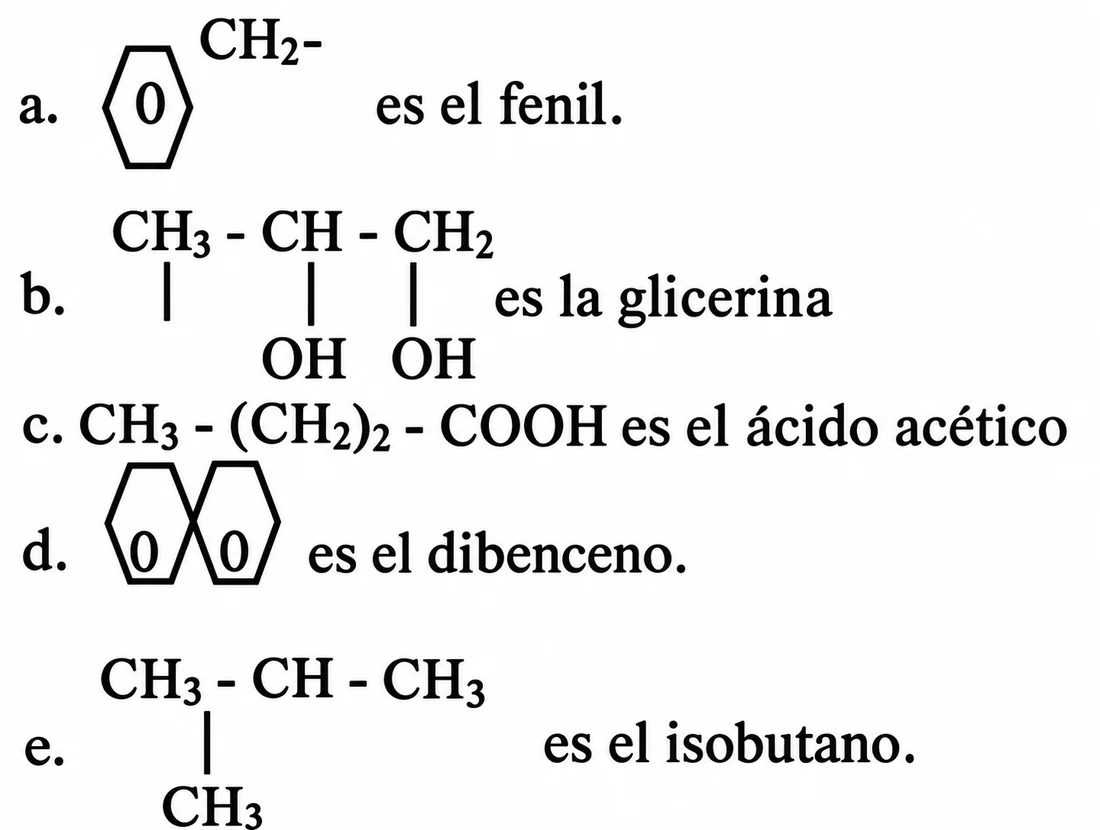 CH₂-
a. 0 es el fenil.
CH₃ - CH - CH₂
b. | | | es la glicerina
OH OH
c. CH₃ - (CH₂)₂ - COOH es el ácido acético
d. 0 0 es el dibenceno.
CH₃ - CH - CH₃
e. | es el isobutano.
CH₃